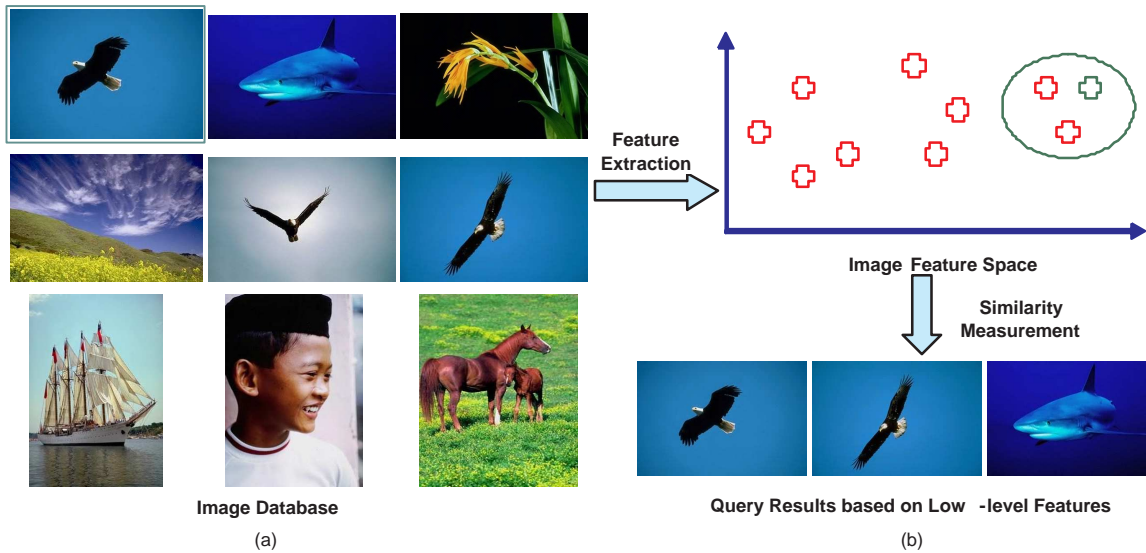 Feature
Extraction
Image Feature Space
Similarity
Measurement
Image Database
Query Results based on Low -level Features
(a)
(b)